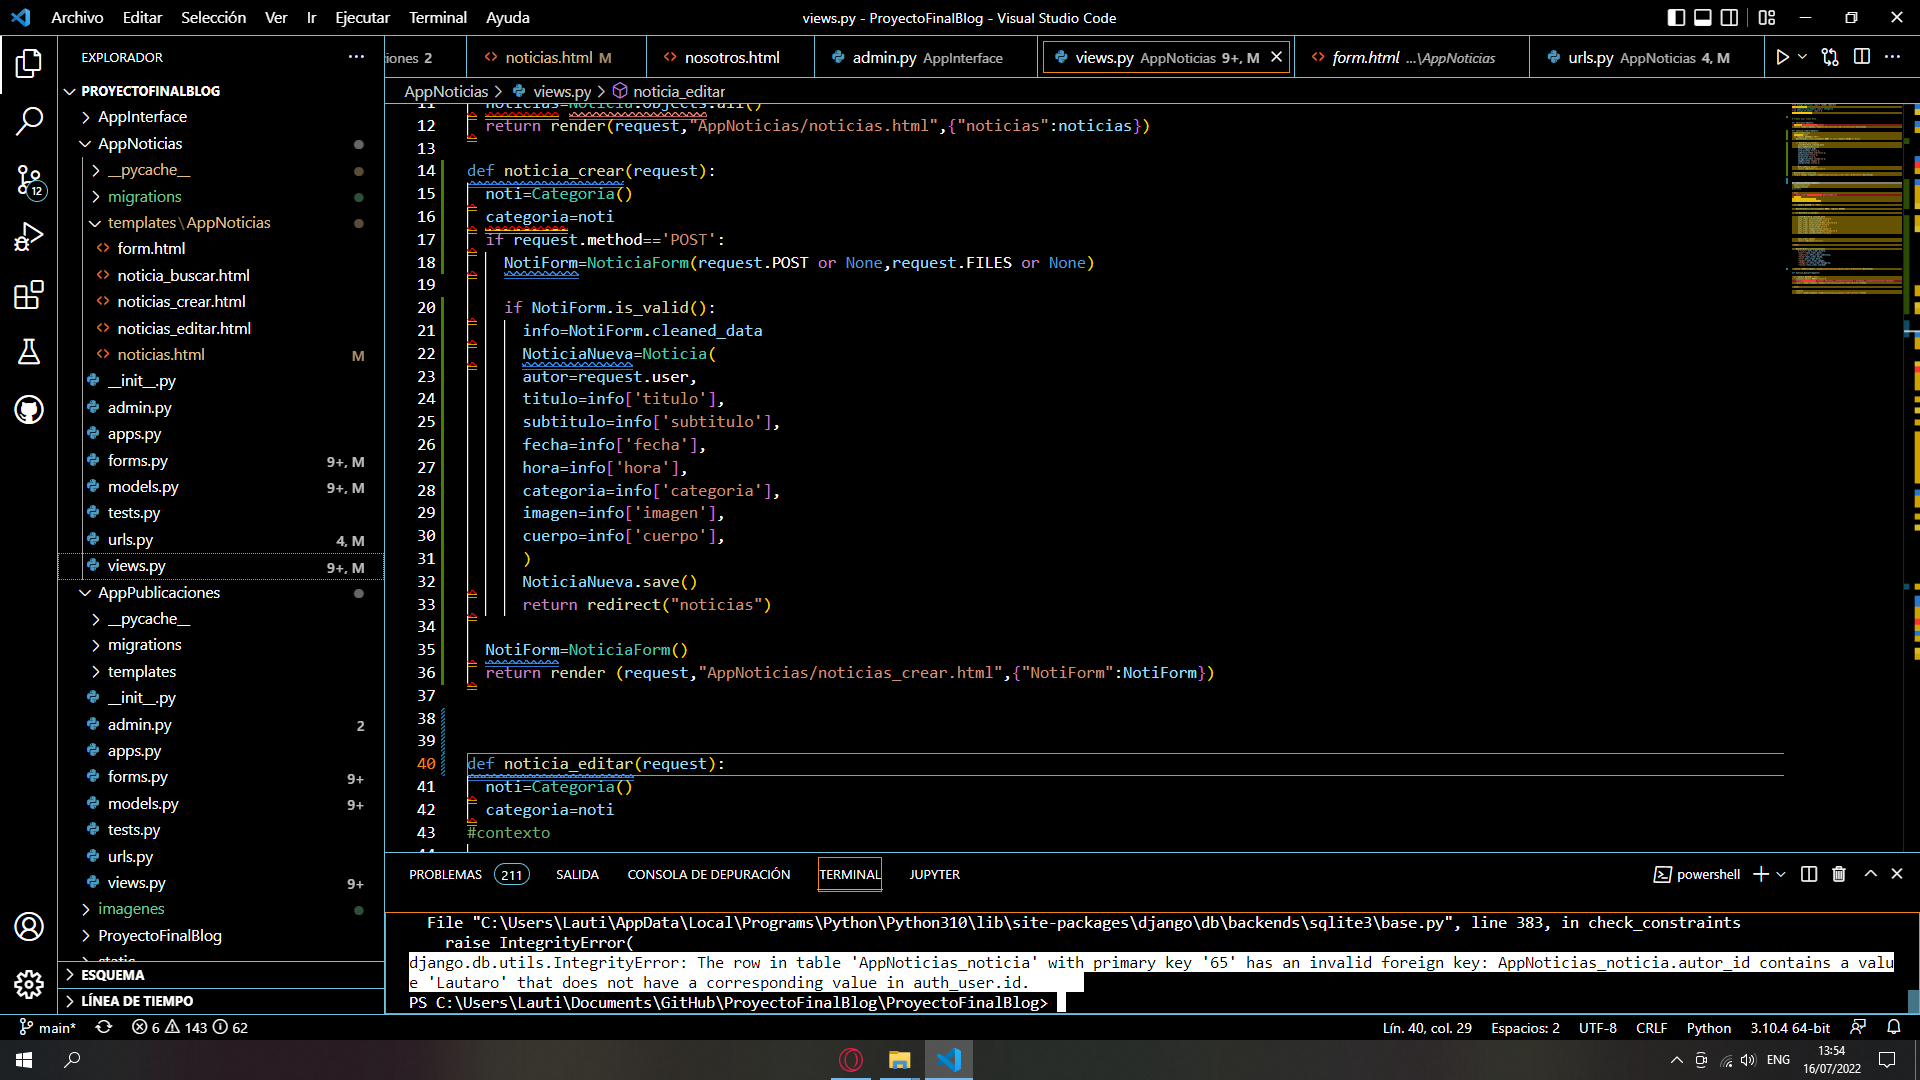 Archivo Editar Selección Ver Ir Ejecutar Terminal Ayuda
views.py - ProyectoFinalBlog - Visual Studio Code
EXPLORADOR
iones 2
noticias.html M
nosotros.html
admin.py AppInterface
views.py AppNoticias 9+, M
form.html ...\AppNoticias
urls.py AppNoticias 4, M
PROYECTOFINALBLOG
AppInterface
AppNoticias
__pycache__
migrations
templates\AppNoticias
form.html
noticia_buscar.html
noticias_crear.html
noticias_editar.html
noticias.html M
__init__.py
admin.py
apps.py
forms.py 9+, M
models.py 9+, M
tests.py
urls.py 4, M
views.py 9+, M
AppPublicaciones
__pycache__
migrations
templates
__init__.py
admin.py 2
apps.py
forms.py 9+
models.py 9+
tests.py
urls.py
views.py 9+
imagenes
ProyectoFinalBlog
static
ESQUEMA
LÍNEA DE TIEMPO
12
AppNoticias > views.py > noticia_editar
11 noticias=Noticia.objects.all()
12 return render(request,"AppNoticias/noticias.html",{"noticias":noticias})
13
14 def noticia_crear(request):
15 noti=Categoria()
16 categoria=noti
17 if request.method=='POST':
18 NotiForm=NoticiaForm(request.POST or None,request.FILES or None)
19
20 if NotiForm.is_valid():
21 info=NotiForm.cleaned_data
22 NoticiaNueva=Noticia(
23 autor=request.user,
24 titulo=info['titulo'],
25 subtitulo=info['subtitulo'],
26 fecha=info['fecha'],
27 hora=info['hora'],
28 categoria=info['categoria'],
29 imagen=info['imagen'],
30 cuerpo=info['cuerpo'],
31 )
32 NoticiaNueva.save()
33 return redirect("noticias")
34
35 NotiForm=NoticiaForm()
36 return render (request,"AppNoticias/noticias_crear.html",{"NotiForm":NotiForm})
37
38
39
40 def noticia_editar(request):
41 noti=Categoria()
42 categoria=noti
43 #contexto
44
PROBLEMAS 211 SALIDA CONSOLA DE DEPURACIÓN TERMINAL JUPYTER
powershell
File "C:\Users\Lauti\AppData\Local\Programs\Python\Python310\lib\site-packages\django\db\backends\sqlite3\base.py", line 383, in check_constraints
raise IntegrityError(
django.db.utils.IntegrityError: The row in table 'AppNoticias_noticia' with primary key '65' has an invalid foreign key: AppNoticias_noticia.autor_id contains a valu
e 'Lautaro' that does not have a corresponding value in auth_user.id.
PS C:\Users\Lauti\Documents\GitHub\ProyectoFinalBlog\ProyectoFinalBlog>
main* 6 143 62
Lín. 40, col. 29 Espacios: 2 UTF-8 CRLF Python 3.10.4 64-bit
ENG
13:54
16/07/2022